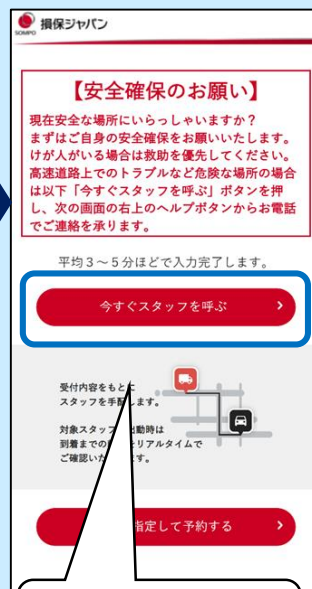 SOMPO 損保ジャパン
【安全確保のお願い】
現在安全な場所にいらっしゃいますか？
まずはご自身の安全確保をお願いいたします。
けが人がいる場合は救助を優先してください。
高速道路上でのトラブルなど危険な場所の場合
は以下「今すぐスタッフを呼ぶ」ボタンを押
し、次の画面の右上のヘルプボタンからお電話
でご連絡を承ります。
平均３～５分ほどで入力完了します。
今すぐスタッフを呼ぶ
受付内容をもとに
スタッフを手配します。
対象スタッフ 出動時は
到着までの リアルタイムで
ご確認いた す。
指定して予約する